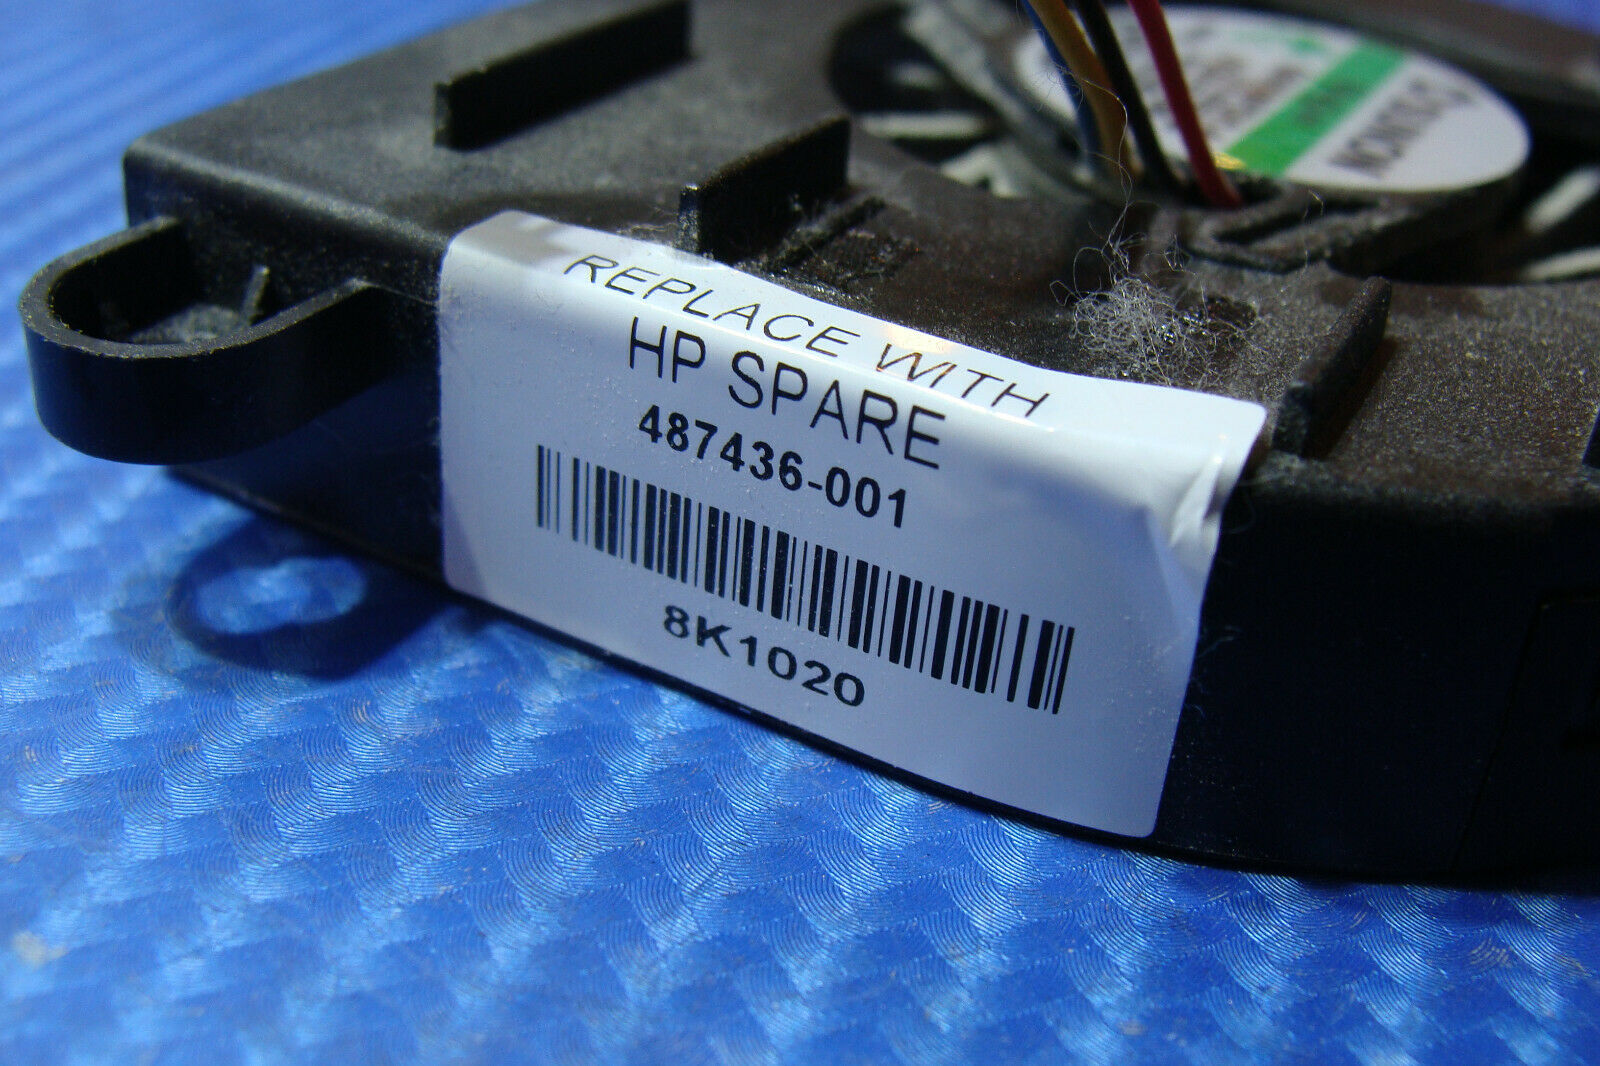 REPLACE WITH
HP SPARE
487436-001
8K1020